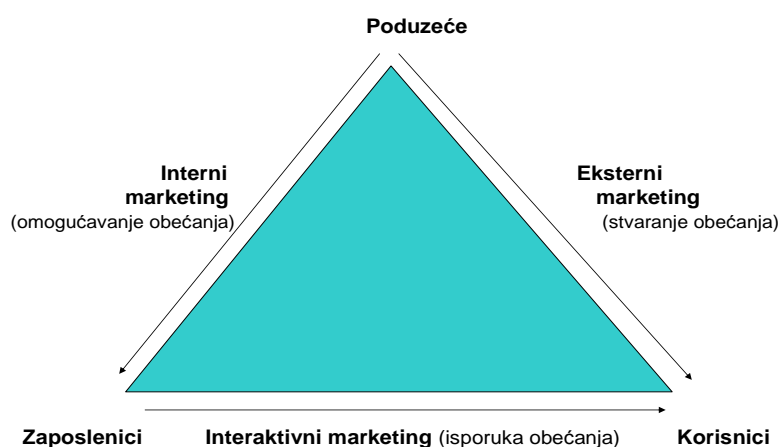 Poduzeće
Interni
marketing
(omogućavanje obećanja)
Eksterni
marketing
(stvaranje obećanja)
Zaposlenici
Interaktivni marketing (isporuka obećanja)
Korisnici